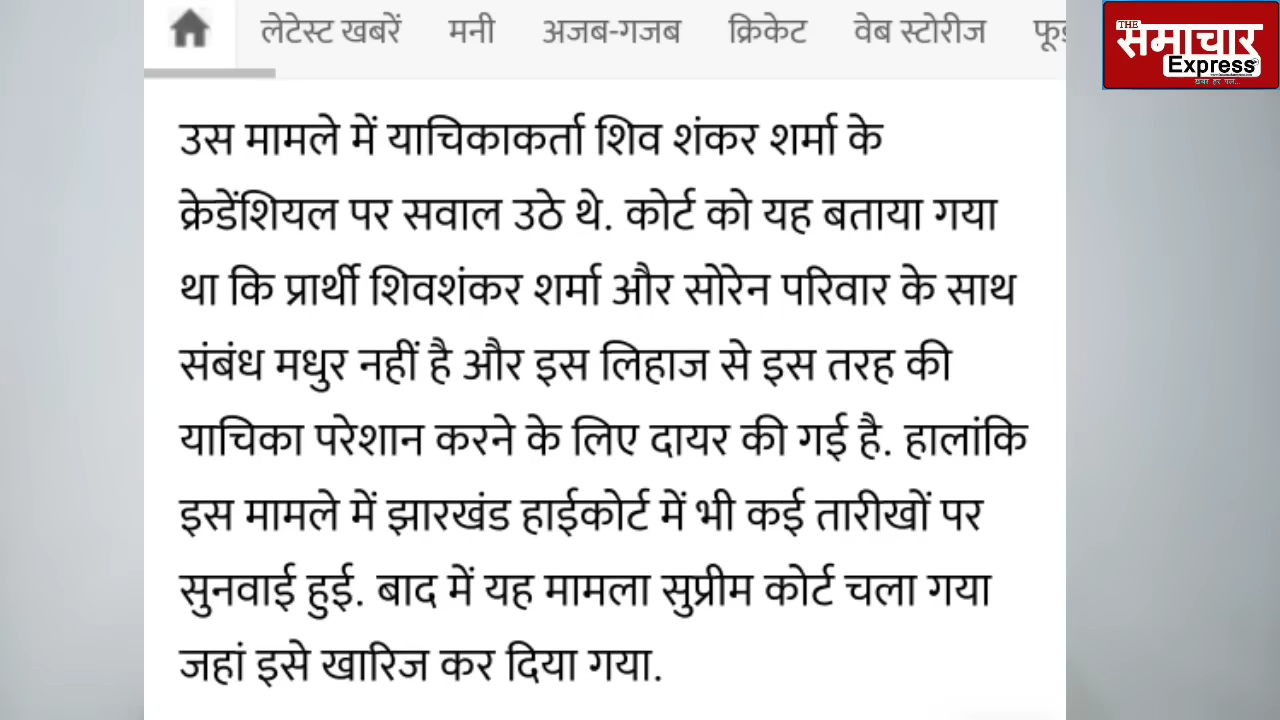 लेटेस्ट खबरें मनी अजब-गजब क्रिकेट वेब स्टोरीज
THE
समाचार
Express
उस मामले में याचिकाकर्ता शिव शंकर शर्मा के
क्रेडेंशियल पर सवाल उठे थे. कोर्ट को यह बताया गया
था कि प्रार्थी शिवशंकर शर्मा और सोरेन परिवार के साथ
संबंध मधुर नहीं है और इस लिहाज से इस तरह की
याचिका परेशान करने के लिए दायर की गई है. हालांकि
इस मामले में झारखंड हाईकोर्ट में भी कई तारीखों पर
सुनवाई हुई. बाद में यह मामला सुप्रीम कोर्ट चला गया
जहां इसे खारिज कर दिया गया.